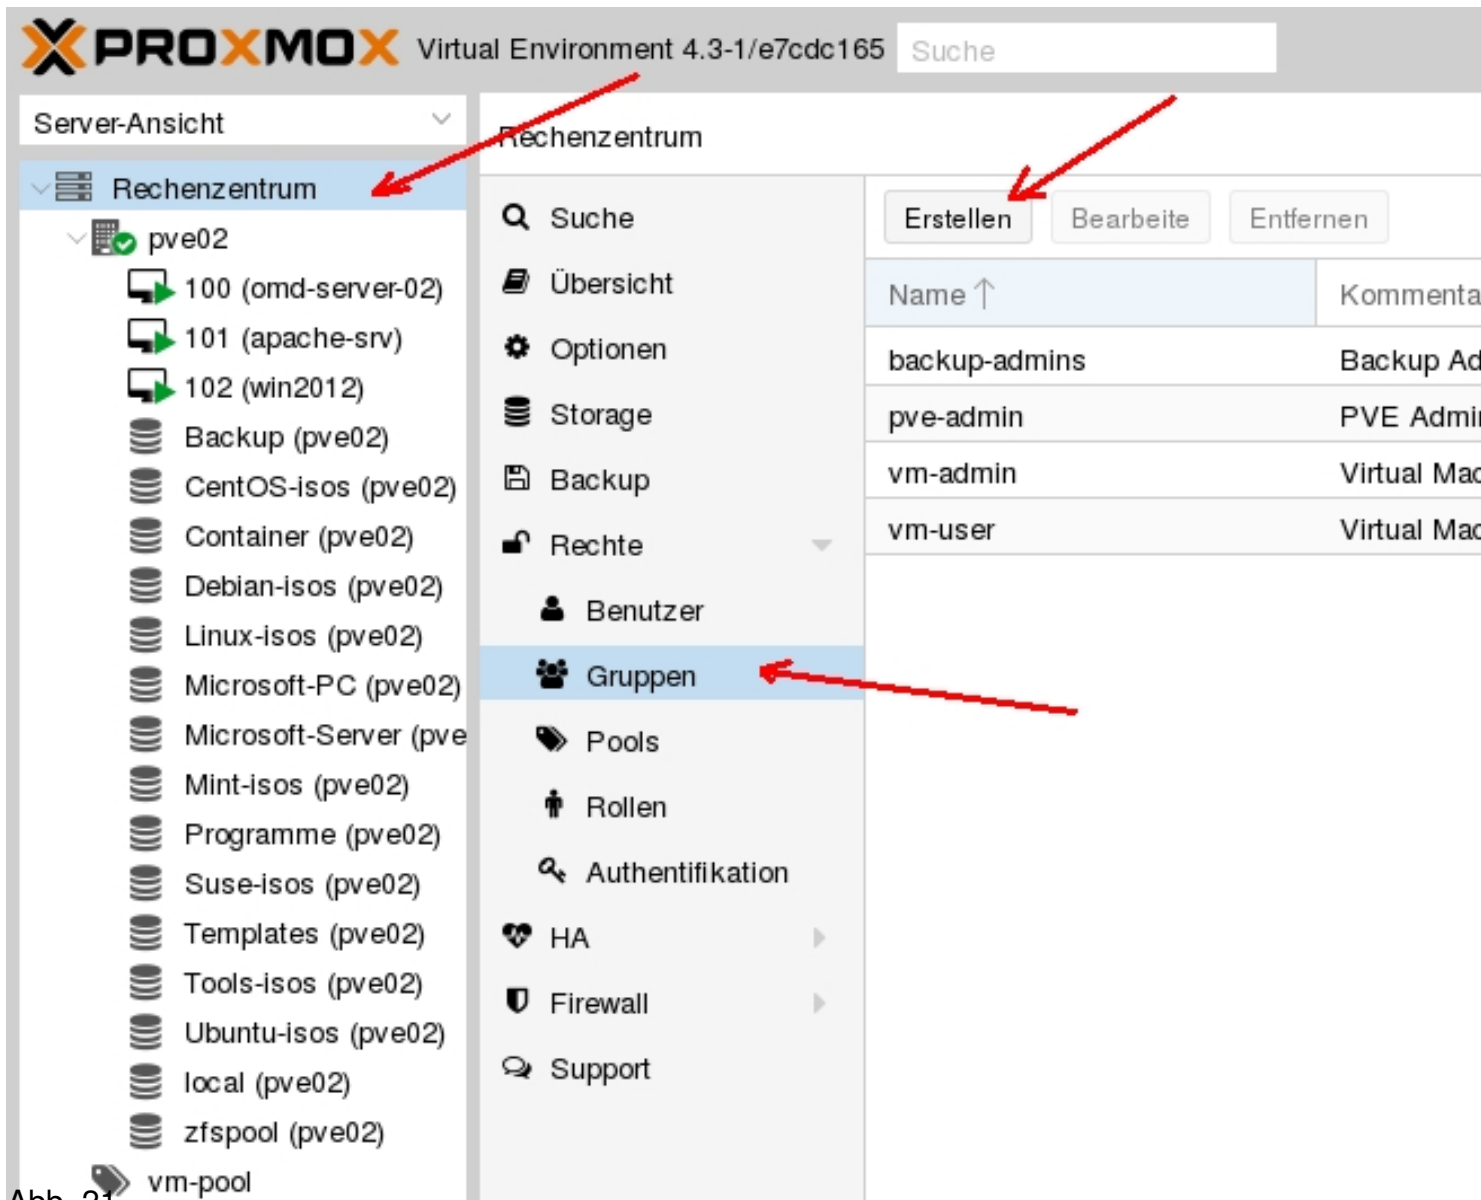 PROXMOX Virtual Environment 4.3-1/e7cdc165 Suche
Server-Ansicht
Rechenzentrum
pve02
100 (omd-server-02)
101 (apache-srv)
102 (win2012)
Backup (pve02)
CentOS-isos (pve02)
Container (pve02)
Debian-isos (pve02)
Linux-isos (pve02)
Microsoft-PC (pve02)
Microsoft-Server (pve
Mint-isos (pve02)
Programme (pve02)
Suse-isos (pve02)
Templates (pve02)
Tools-isos (pve02)
Ubuntu-isos (pve02)
local (pve02)
zfspool (pve02)
vm-pool
Rechenzentrum
Suche
Übersicht
Optionen
Storage
Backup
Rechte
Benutzer
Gruppen
Pools
Rollen
Authentifikation
HA
Firewall
Support
Erstellen Bearbeite Entfernen
Name Kommenta
backup-admins Backup Ad
pve-admin PVE Admin
vm-admin Virtual Mac
vm-user Virtual Mac
Abb. 21